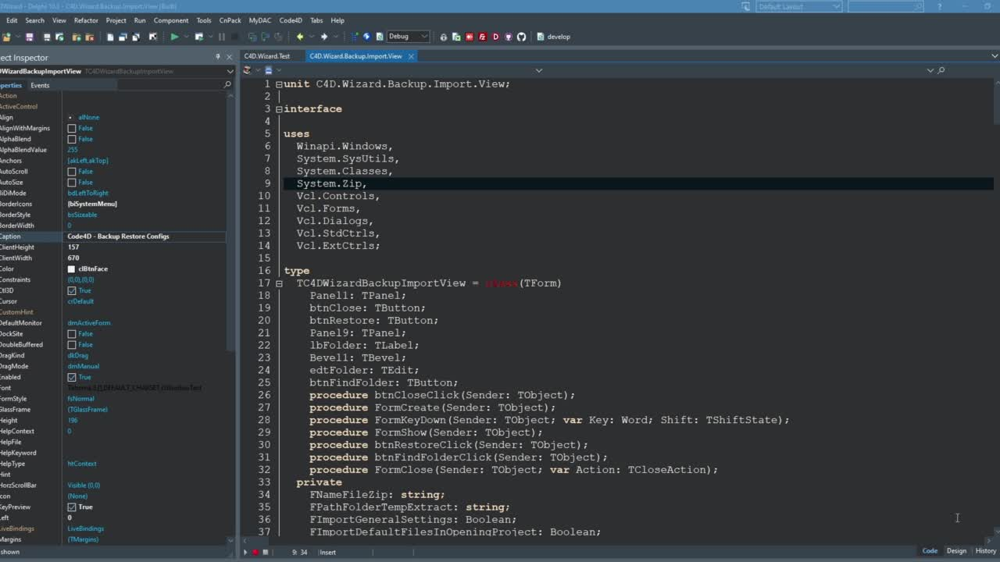 Wizard - Delphi 10.3 - C4D.Wizard.Backup.Import.View [Built]
Default Layout
Edit Search View Refactor Project Run Component Tools CnPack MyDAC Code4D Tabs Help
Debug
develop
ect Inspector
C4D.Wizard.Test C4D.Wizard.Backup.Import.View
WizardBackupImportView TC4DWizardBackupImportView
operties Events
Action
ActiveControl
Align alNone
AlignWithMargins False
AlphaBlend False
AlphaBlendValue 255
Anchors [akLeft,akTop]
AutoScroll False
AutoSize False
BiDiMode bdLeftToRight
BorderIcons [biSystemMenu]
BorderStyle bsSizeable
BorderWidth 0
Caption Code4D - Backup Restore Configs
ClientHeight 157
ClientWidth 670
Color clBtnFace
Constraints (0,0),(0,0)
Ctl3D True
Cursor crDefault
CustomHint
DefaultMonitor dmActiveForm
DockSite False
DoubleBuffered False
DragKind dkDrag
DragMode dmManual
Enabled True
Font
FormStyle fsNormal
GlassFrame (TGlassFrame)
Height 196
HelpContext 0
HelpFile
HelpKeyword
HelpType htContext
Hint
HorzScrollBar Visible (0,0)
Icon (None)
KeyPreview True
Left 0
LiveBindings LiveBindings
Margins (TMargins)
shown
1 unit C4D.Wizard.Backup.Import.View;
2
3 interface
4
5 uses
6 Winapi.Windows,
7 System.SysUtils,
8 System.Classes,
9 System.Zip,
10 Vcl.Controls,
11 Vcl.Forms,
12 Vcl.Dialogs,
13 Vcl.StdCtrls,
14 Vcl.ExtCtrls;
15
16 type
17 TC4DWizardBackupImportView = class(TForm)
18 Panel1: TPanel;
19 btnClose: TButton;
20 btnRestore: TButton;
21 Panel9: TPanel;
22 lbFolder: TLabel;
23 Bevel1: TBevel;
24 edtFolder: TEdit;
25 btnFindFolder: TButton;
26 procedure btnCloseClick(Sender: TObject);
27 procedure FormCreate(Sender: TObject);
28 procedure FormKeyDown(Sender: TObject; var Key: Word; Shift: TShiftState);
29 procedure FormShow(Sender: TObject);
30 procedure btnRestoreClick(Sender: TObject);
31 procedure btnFindFolderClick(Sender: TObject);
32 procedure FormClose(Sender: TObject; var Action: TCloseAction);
33 private
34 FNameFileZip: string;
35 FPathFolderTempExtract: string;
36 FImportGeneralSettings: Boolean;
37 FImportDefaultFilesInOpeningProject: Boolean;
9: 34 Insert
Code Design History